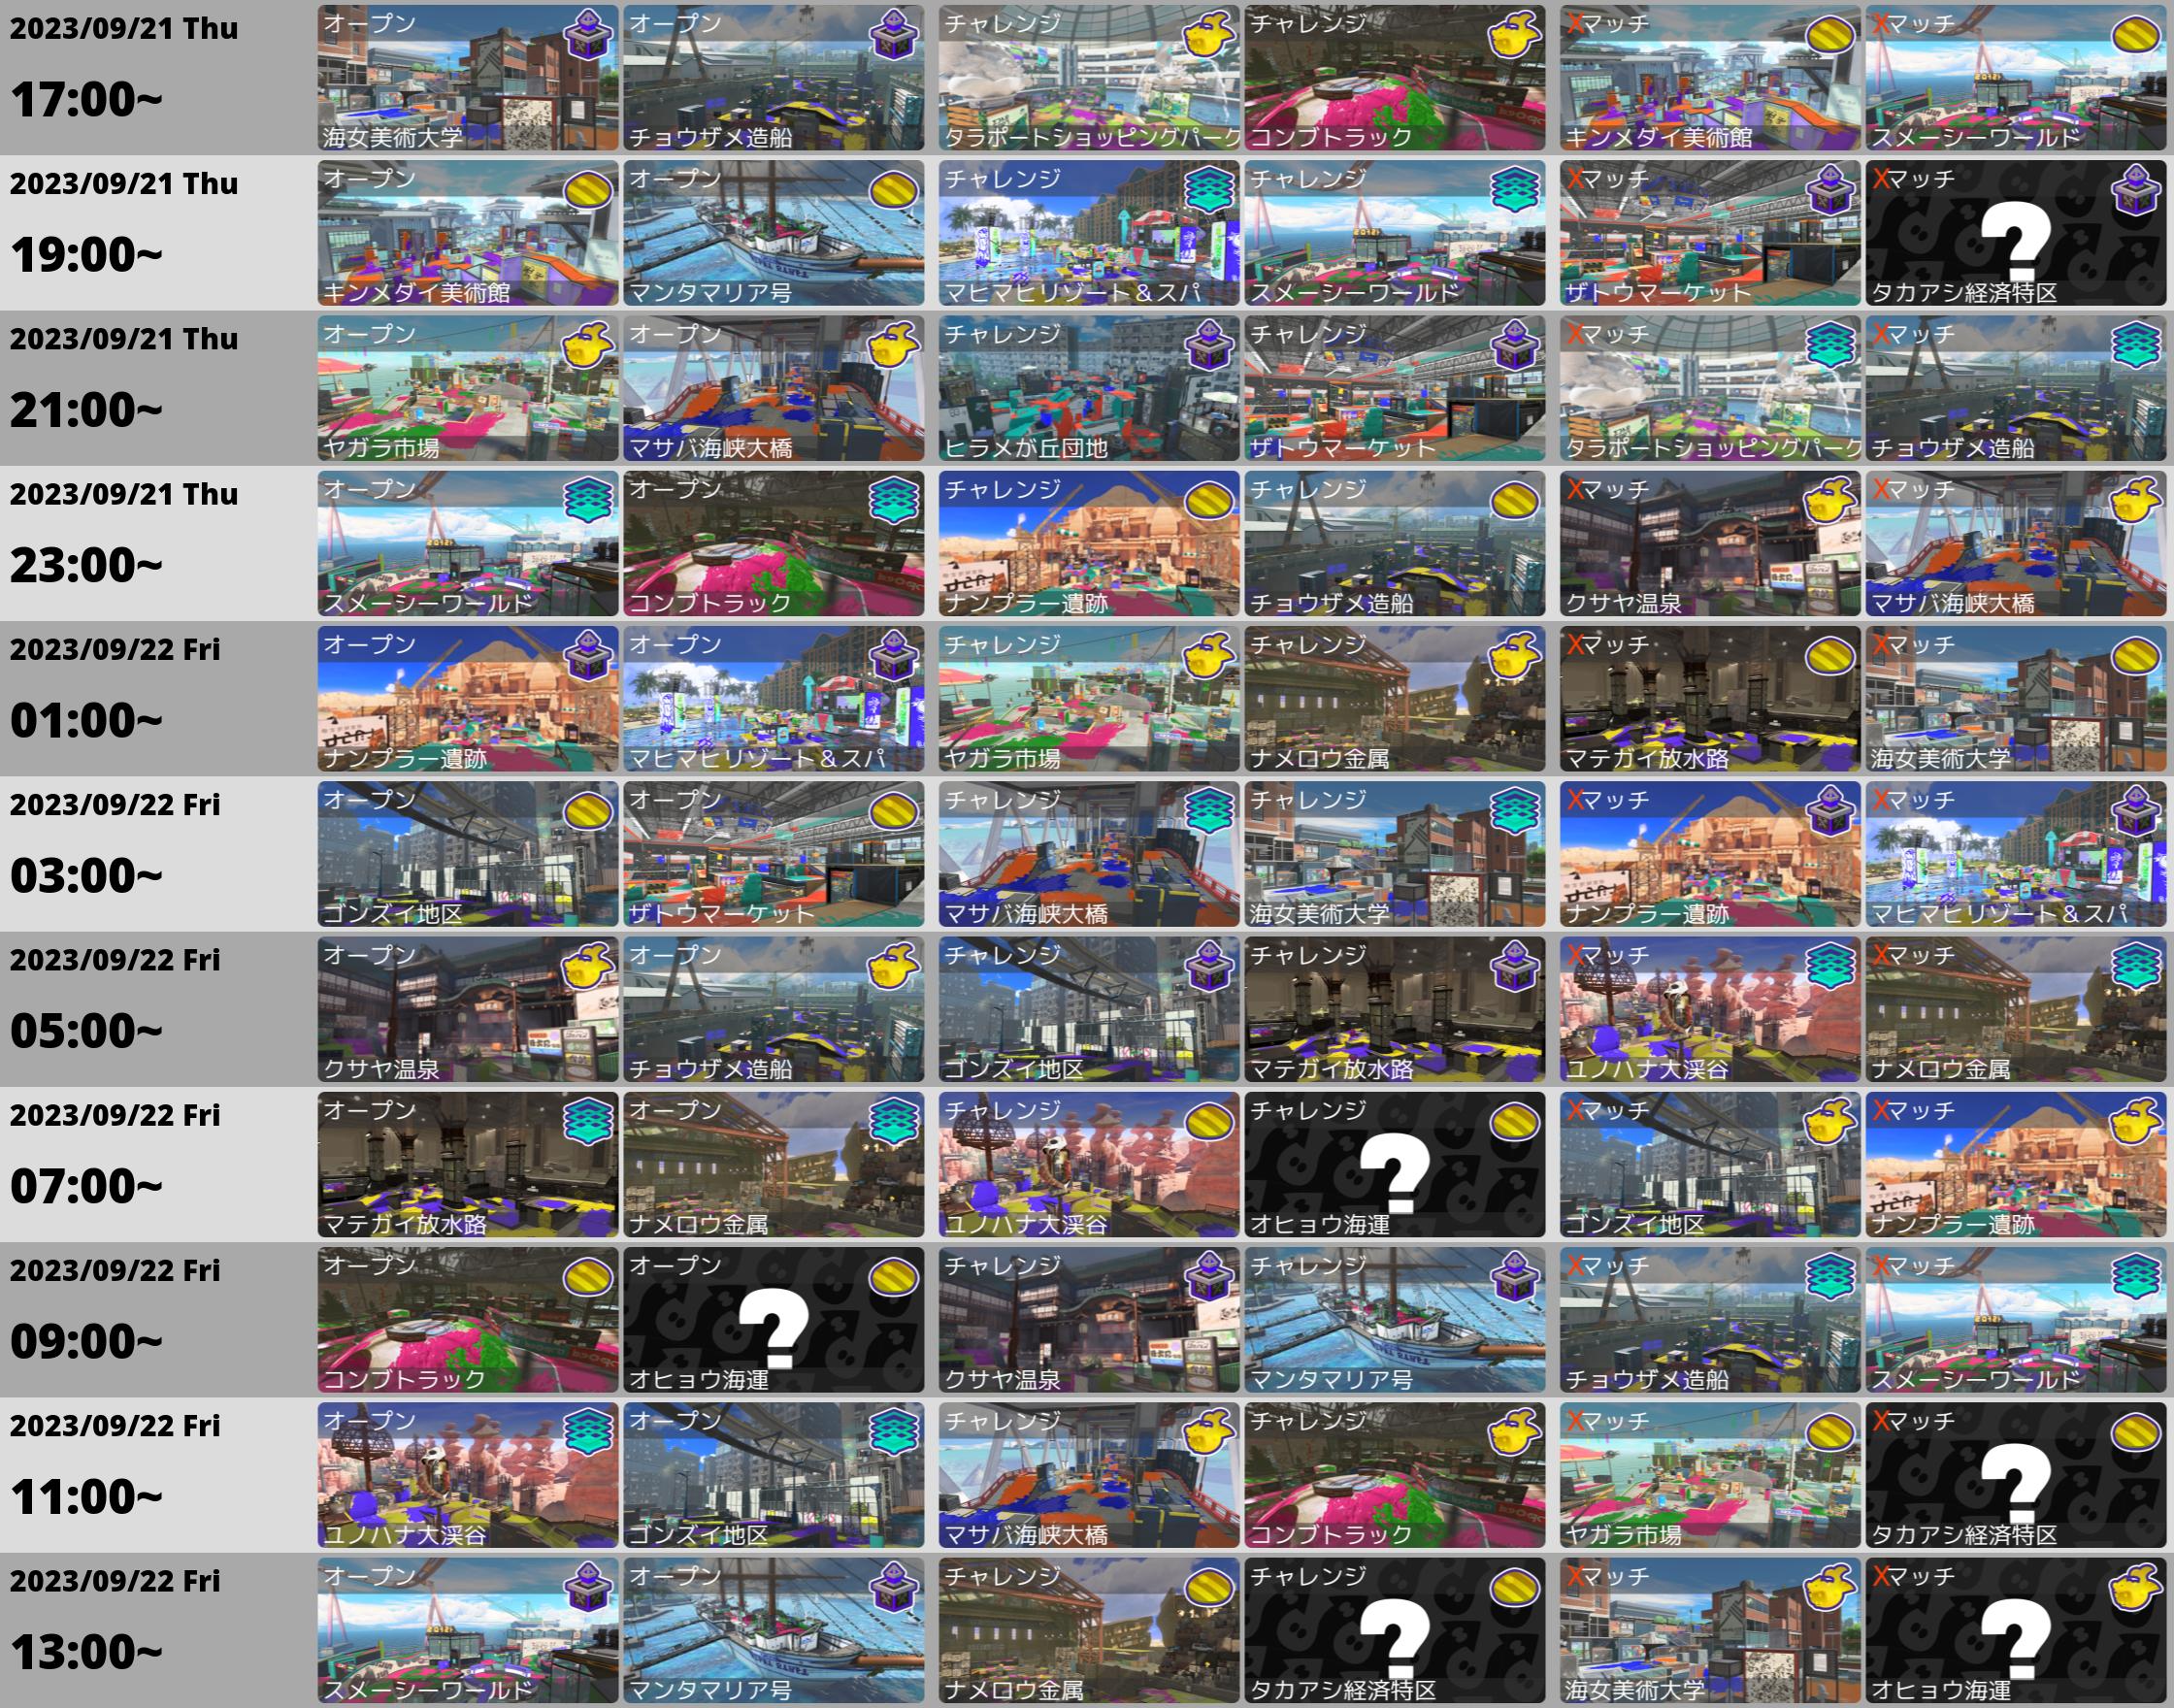 2023/09/21 Thu
17:00~
オープン
海女美術大学
オープン
チョウザメ造船
チャレンジ
タラポートショッピングパーク
チャレンジ
コンブトラック
Xマッチ
キンメダイ美術館
Xマッチ
スメーシーワールド
2023/09/21 Thu
19:00~
オープン
キンメダイ美術館
オープン
マンタマリア号
チャレンジ
マヒマヒリゾート＆スパ
チャレンジ
スメーシーワールド
Xマッチ
ザトウマーケット
Xマッチ
?
タカアシ経済特区
2023/09/21 Thu
21:00~
オープン
ヤガラ市場
オープン
マサバ海峡大橋
チャレンジ
ヒラメが丘団地
チャレンジ
ザトウマーケット
Xマッチ
タラポートショッピングパーク
Xマッチ
チョウザメ造船
2023/09/21 Thu
23:00~
オープン
スメーシーワールド
オープン
コンブトラック
チャレンジ
ナンプラー遺跡
チャレンジ
チョウザメ造船
Xマッチ
クサヤ温泉
Xマッチ
マサバ海峡大橋
2023/09/22 Fri
01:00~
オープン
ナンプラー遺跡
オープン
マヒマヒリゾート＆スパ
チャレンジ
ヤガラ市場
チャレンジ
ナメロウ金属
Xマッチ
マテガイ放水路
Xマッチ
海女美術大学
2023/09/22 Fri
03:00~
オープン
ゴンズイ地区
オープン
ザトウマーケット
チャレンジ
マサバ海峡大橋
チャレンジ
海女美術大学
Xマッチ
ナンプラー遺跡
Xマッチ
マヒマヒリゾート＆スパ
2023/09/22 Fri
05:00~
オープン
クサヤ温泉
オープン
チョウザメ造船
チャレンジ
ゴンズイ地区
チャレンジ
マテガイ放水路
Xマッチ
ユノハナ大渓谷
Xマッチ
ナメロウ金属
2023/09/22 Fri
07:00~
オープン
マテガイ放水路
オープン
ナメロウ金属
チャレンジ
ユノハナ大渓谷
チャレンジ
?
オヒョウ海運
Xマッチ
ゴンズイ地区
Xマッチ
ナンプラー遺跡
2023/09/22 Fri
09:00~
オープン
コンブトラック
オープン
?
オヒョウ海運
チャレンジ
クサヤ温泉
チャレンジ
マンタマリア号
Xマッチ
チョウザメ造船
Xマッチ
スメーシーワールド
2023/09/22 Fri
11:00~
オープン
ユノハナ大渓谷
オープン
ゴンズイ地区
チャレンジ
マサバ海峡大橋
チャレンジ
コンブトラック
Xマッチ
ヤガラ市場
Xマッチ
?
タカアシ経済特区
2023/09/22 Fri
13:00~
オープン
スメーシーワールド
オープン
マンタマリア号
チャレンジ
ナメロウ金属
チャレンジ
?
タカアシ経済特区
Xマッチ
海女美術大学
Xマッチ
?
オヒョウ海運